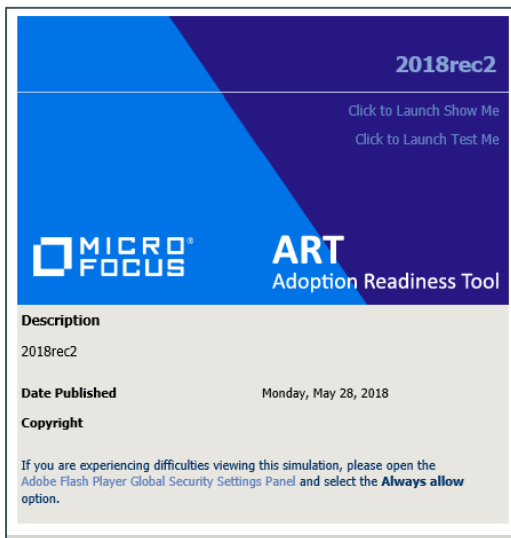 2018rec2
Click to Launch Show Me
Click to Launch Test Me
MICRO®
FOCUS
ART
Adoption Readiness Tool
Description
2018rec2
Date Published Monday, May 28, 2018
Copyright
If you are experiencing difficulties viewing this simulation, please open the
Adobe Flash Player Global Security Settings Panel and select the Always allow
option.